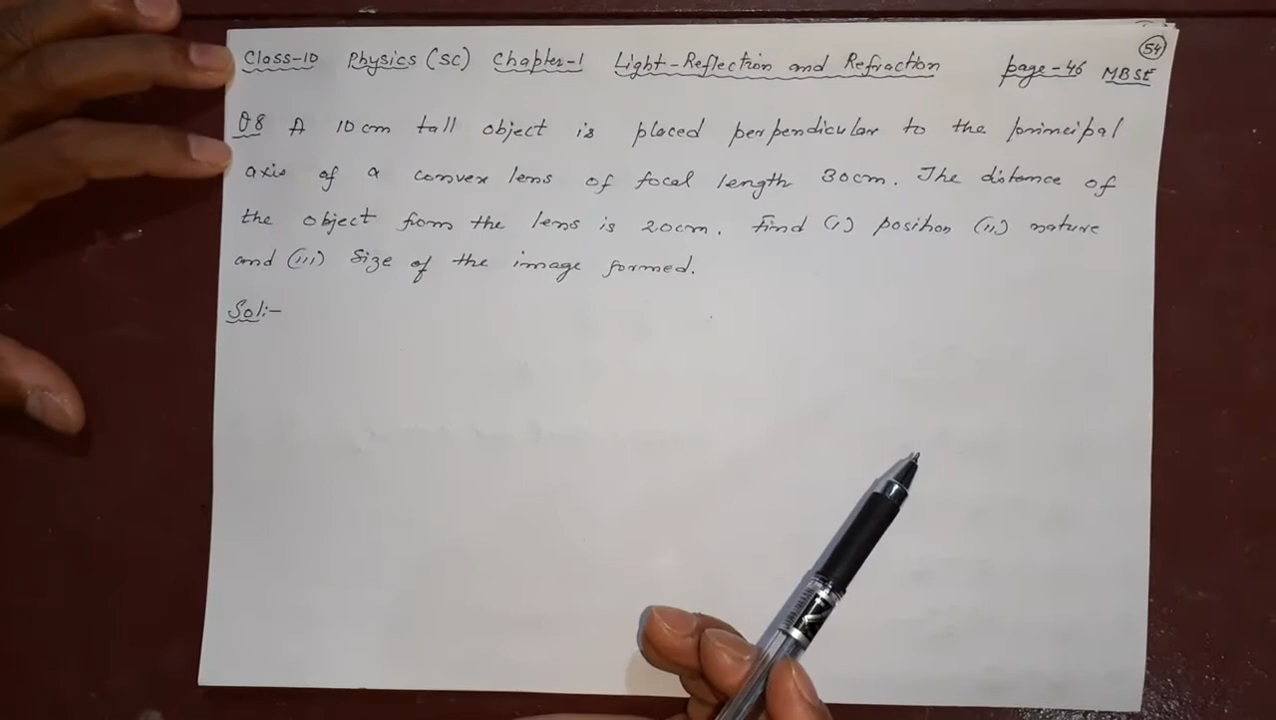 54
Class-10 Physics (SC) Chapter-1 Light-Reflection and Refraction page-46 MBSE
Q8 A 10cm tall object is placed perpendicular to the principal
axis of a convex lens of focal length 30cm. The distance of
the object from the lens is 20cm. Find (i) position (ii) nature
and (iii) Size of the image formed.
Sol:-